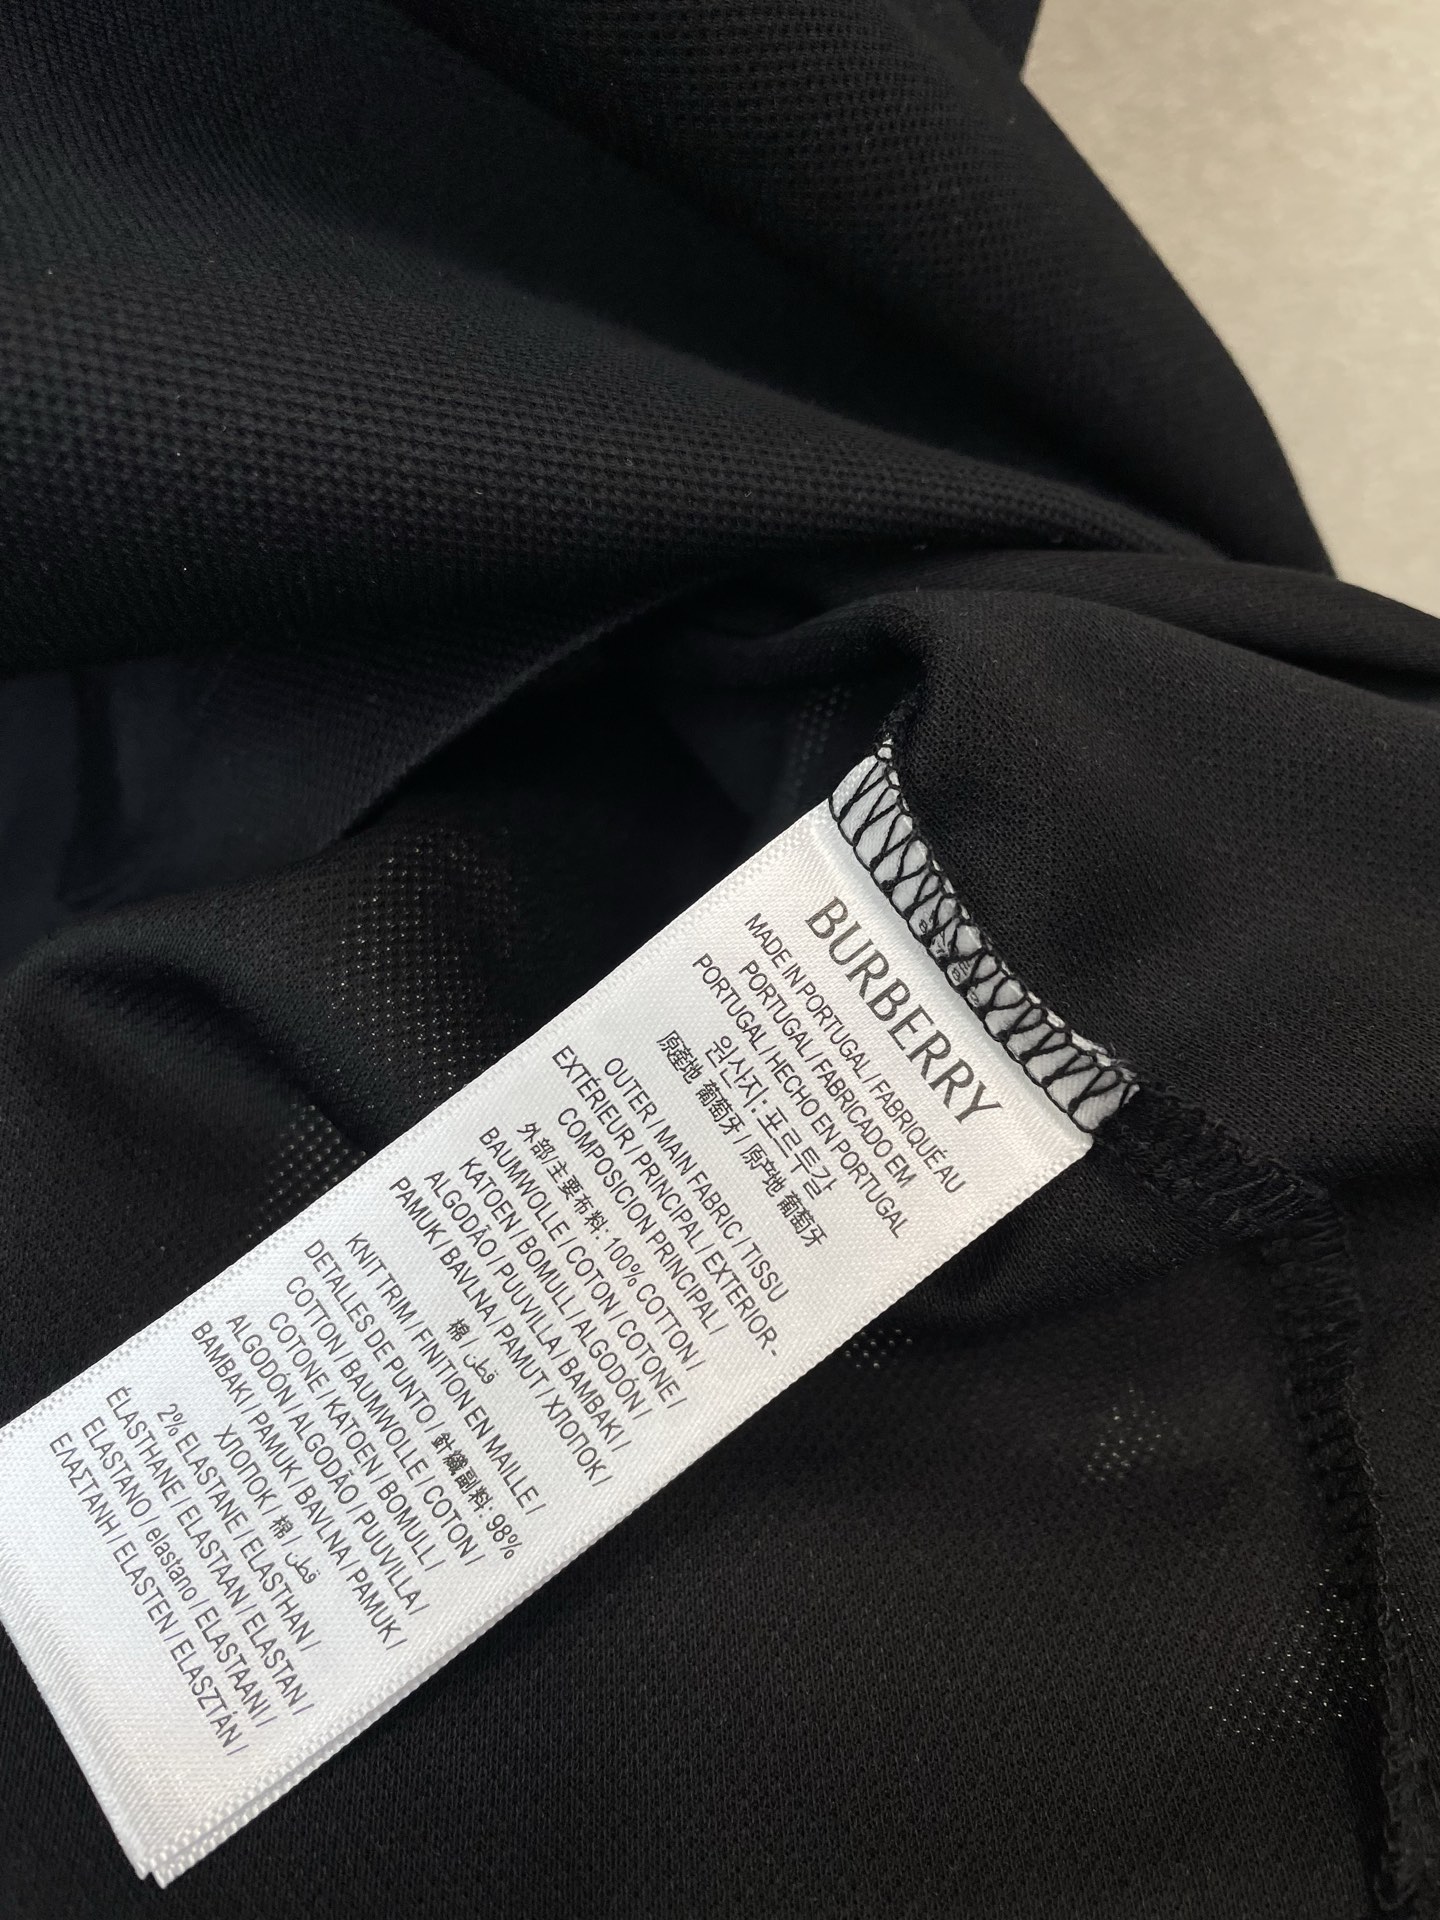 BURBERRY
MADE IN PORTUGAL / FABRIQUÉ AU
PORTUGAL / FABRICADO EM
PORTUGAL / HECHO EN PORTUGAL
원산지: 포르투갈
原產地 葡萄牙 / 原产地 葡萄牙
OUTER / MAIN FABRIC / TISSU
EXTÉRIEUR / PRINCIPAL / EXTERIOR-
COMPOSICION PRINCIPAL /
外部/主要布料: 100% COTTON /
BAUMWOLLE / COTON / COTONE /
KATOEN / BOMULL / ALGODÓN /
ALGODÃO / PUUVILLA / BAMBAKI /
PAMUK / BAVLNA / PAMUT / ХЛОПОК /
棉 / قطن
KNIT TRIM / FINITION EN MAILLE /
DETALLES DE PUNTO / 針織副料: 98%
COTTON / BAUMWOLLE / COTON /
COTONE / KATOEN / BOMULL /
ALGODÓN / ALGODÃO / PUUVILLA /
BAMBAKI / PAMUK / BAVLNA / PAMUK /
ХЛОПОК / 棉 / قطن
2% ELASTANE / ELASTHAN /
ÉLASTHANE / ELASTAAN / ELASTAN /
ELASTANO / elastano / ELASTAANI /
ΕΛΑΣΤΑΝΗ / ELASTEN / ELASZTÁN /